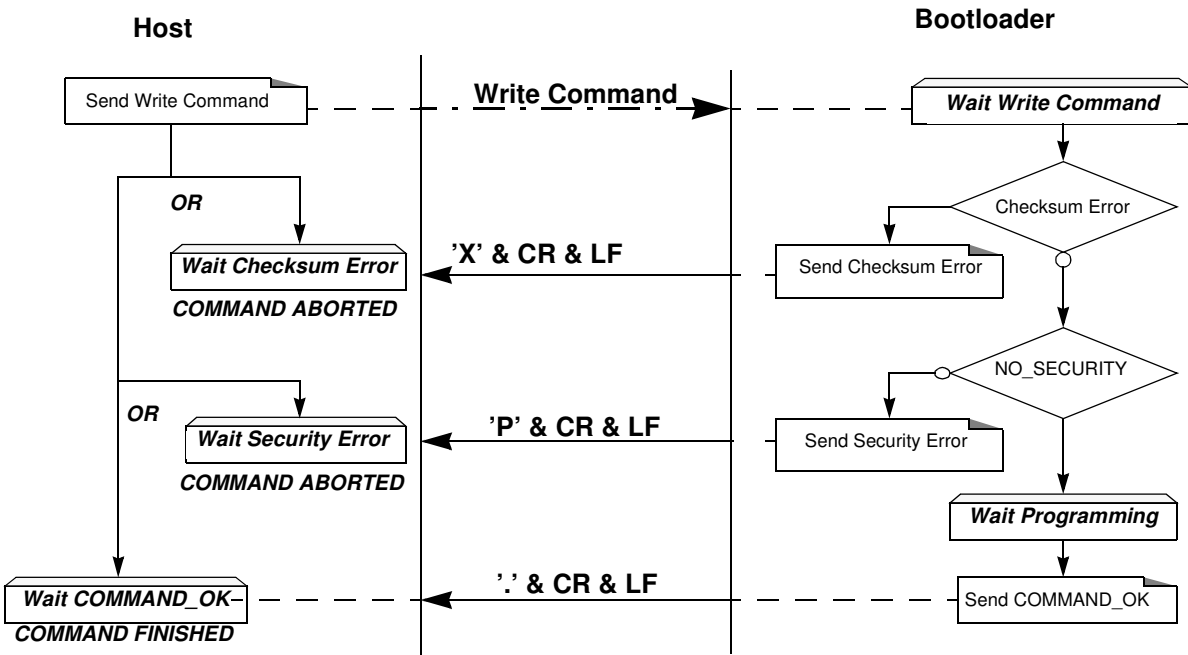 Host
Bootloader
Send Write Command
Write Command
Wait Write Command
OR
Checksum Error
Wait Checksum Error
'X' & CR & LF
Send Checksum Error
COMMAND ABORTED
NO_SECURITY
OR
Wait Security Error
'P' & CR & LF
Send Security Error
COMMAND ABORTED
Wait Programming
Wait COMMAND_OK
'.' & CR & LF
Send COMMAND_OK
COMMAND FINISHED